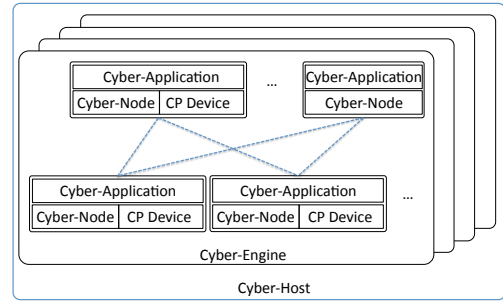 Cyber-Application
Cyber-Node CP Device
...
Cyber-Application
Cyber-Node
Cyber-Application
Cyber-Node CP Device
Cyber-Application
Cyber-Node CP Device
...
Cyber-Engine
Cyber-Host